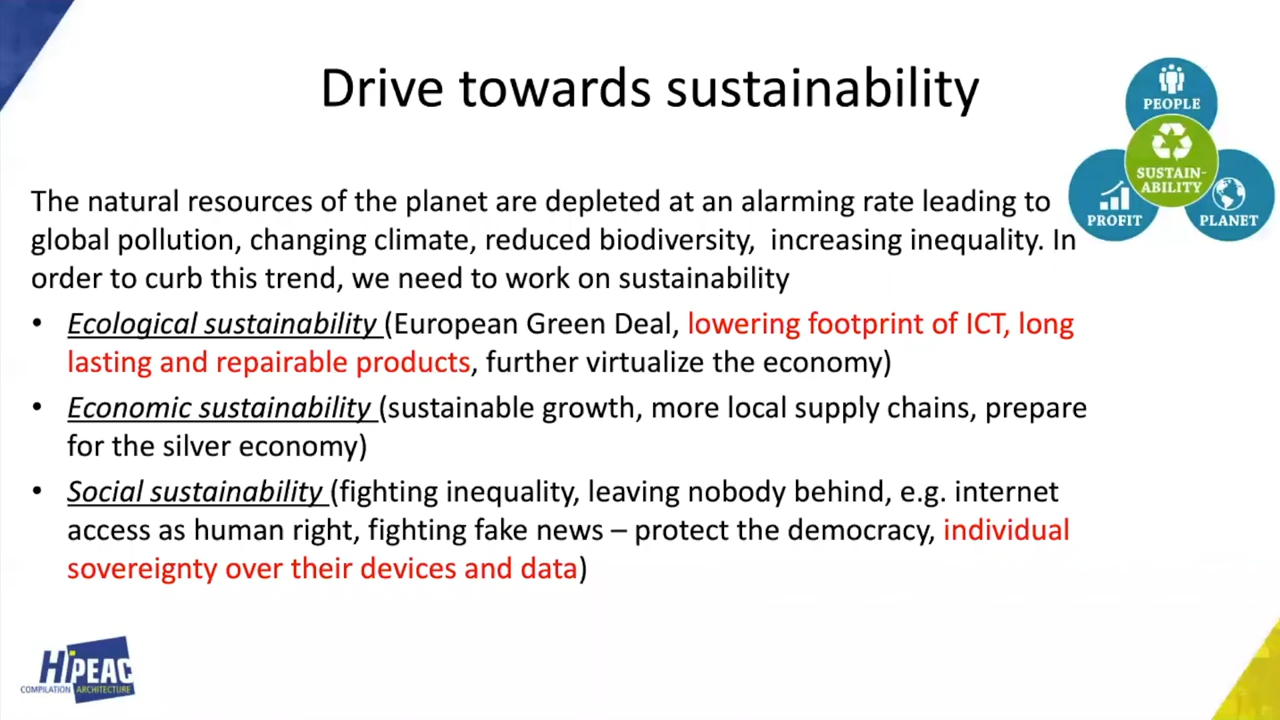 Drive towards sustainability
PEOPLE
SUSTAIN-
ABILITY
PROFIT
PLANET
The natural resources of the planet are depleted at an alarming rate leading to
global pollution, changing climate, reduced biodiversity,  increasing inequality. In
order to curb this trend, we need to work on sustainability
• Ecological sustainability (European Green Deal, lowering footprint of ICT, long
lasting and repairable products, further virtualize the economy)
• Economic sustainability (sustainable growth, more local supply chains, prepare
for the silver economy)
• Social sustainability (fighting inequality, leaving nobody behind, e.g. internet
access as human right, fighting fake news – protect the democracy, individual
sovereignty over their devices and data)
HiPEAC
COMPILATION ARCHITECTURE